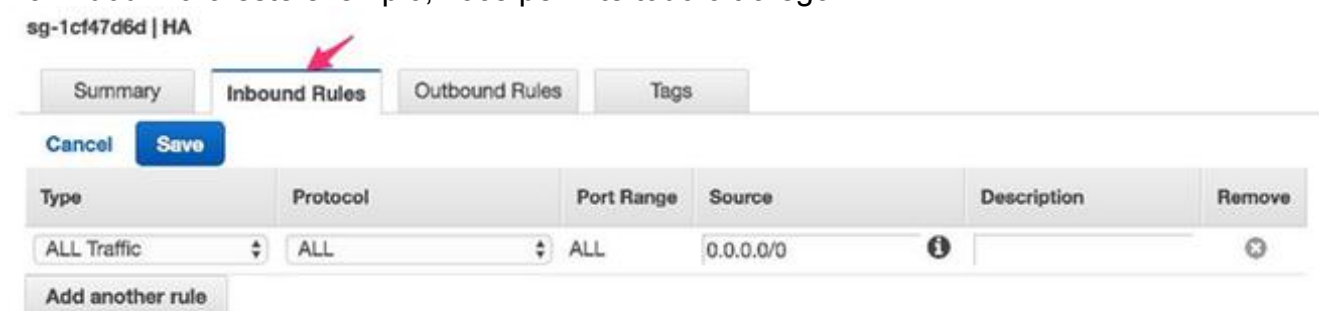 sg-1cf47d6d | HA
Summary Inbound Rules Outbound Rules Tags
Cancel Save
Type Protocol Port Range Source Description Remove
ALL Traffic ALL ALL 0.0.0.0/0
Add another rule